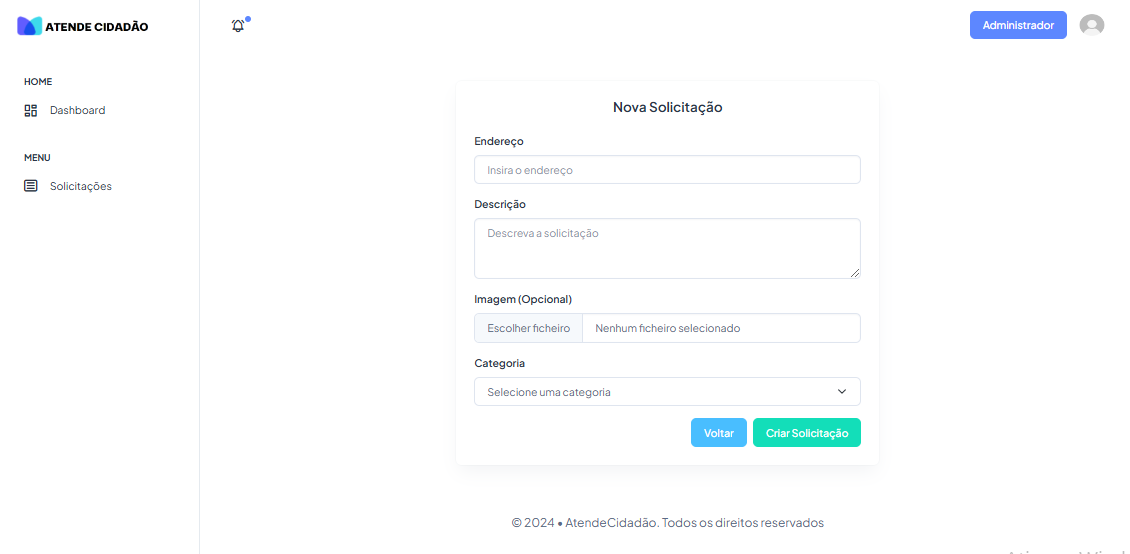 ATENDE CIDADÃO
Administrador
HOME
Dashboard
MENU
Solicitações
Nova Solicitação
Endereço
Insira o endereço
Descrição
Descreva a solicitação
Imagem (Opcional)
Escolher ficheiro Nenhum ficheiro selecionado
Categoria
Selecione uma categoria
Voltar Criar Solicitação
© 2024 • AtendeCidadão. Todos os direitos reservados